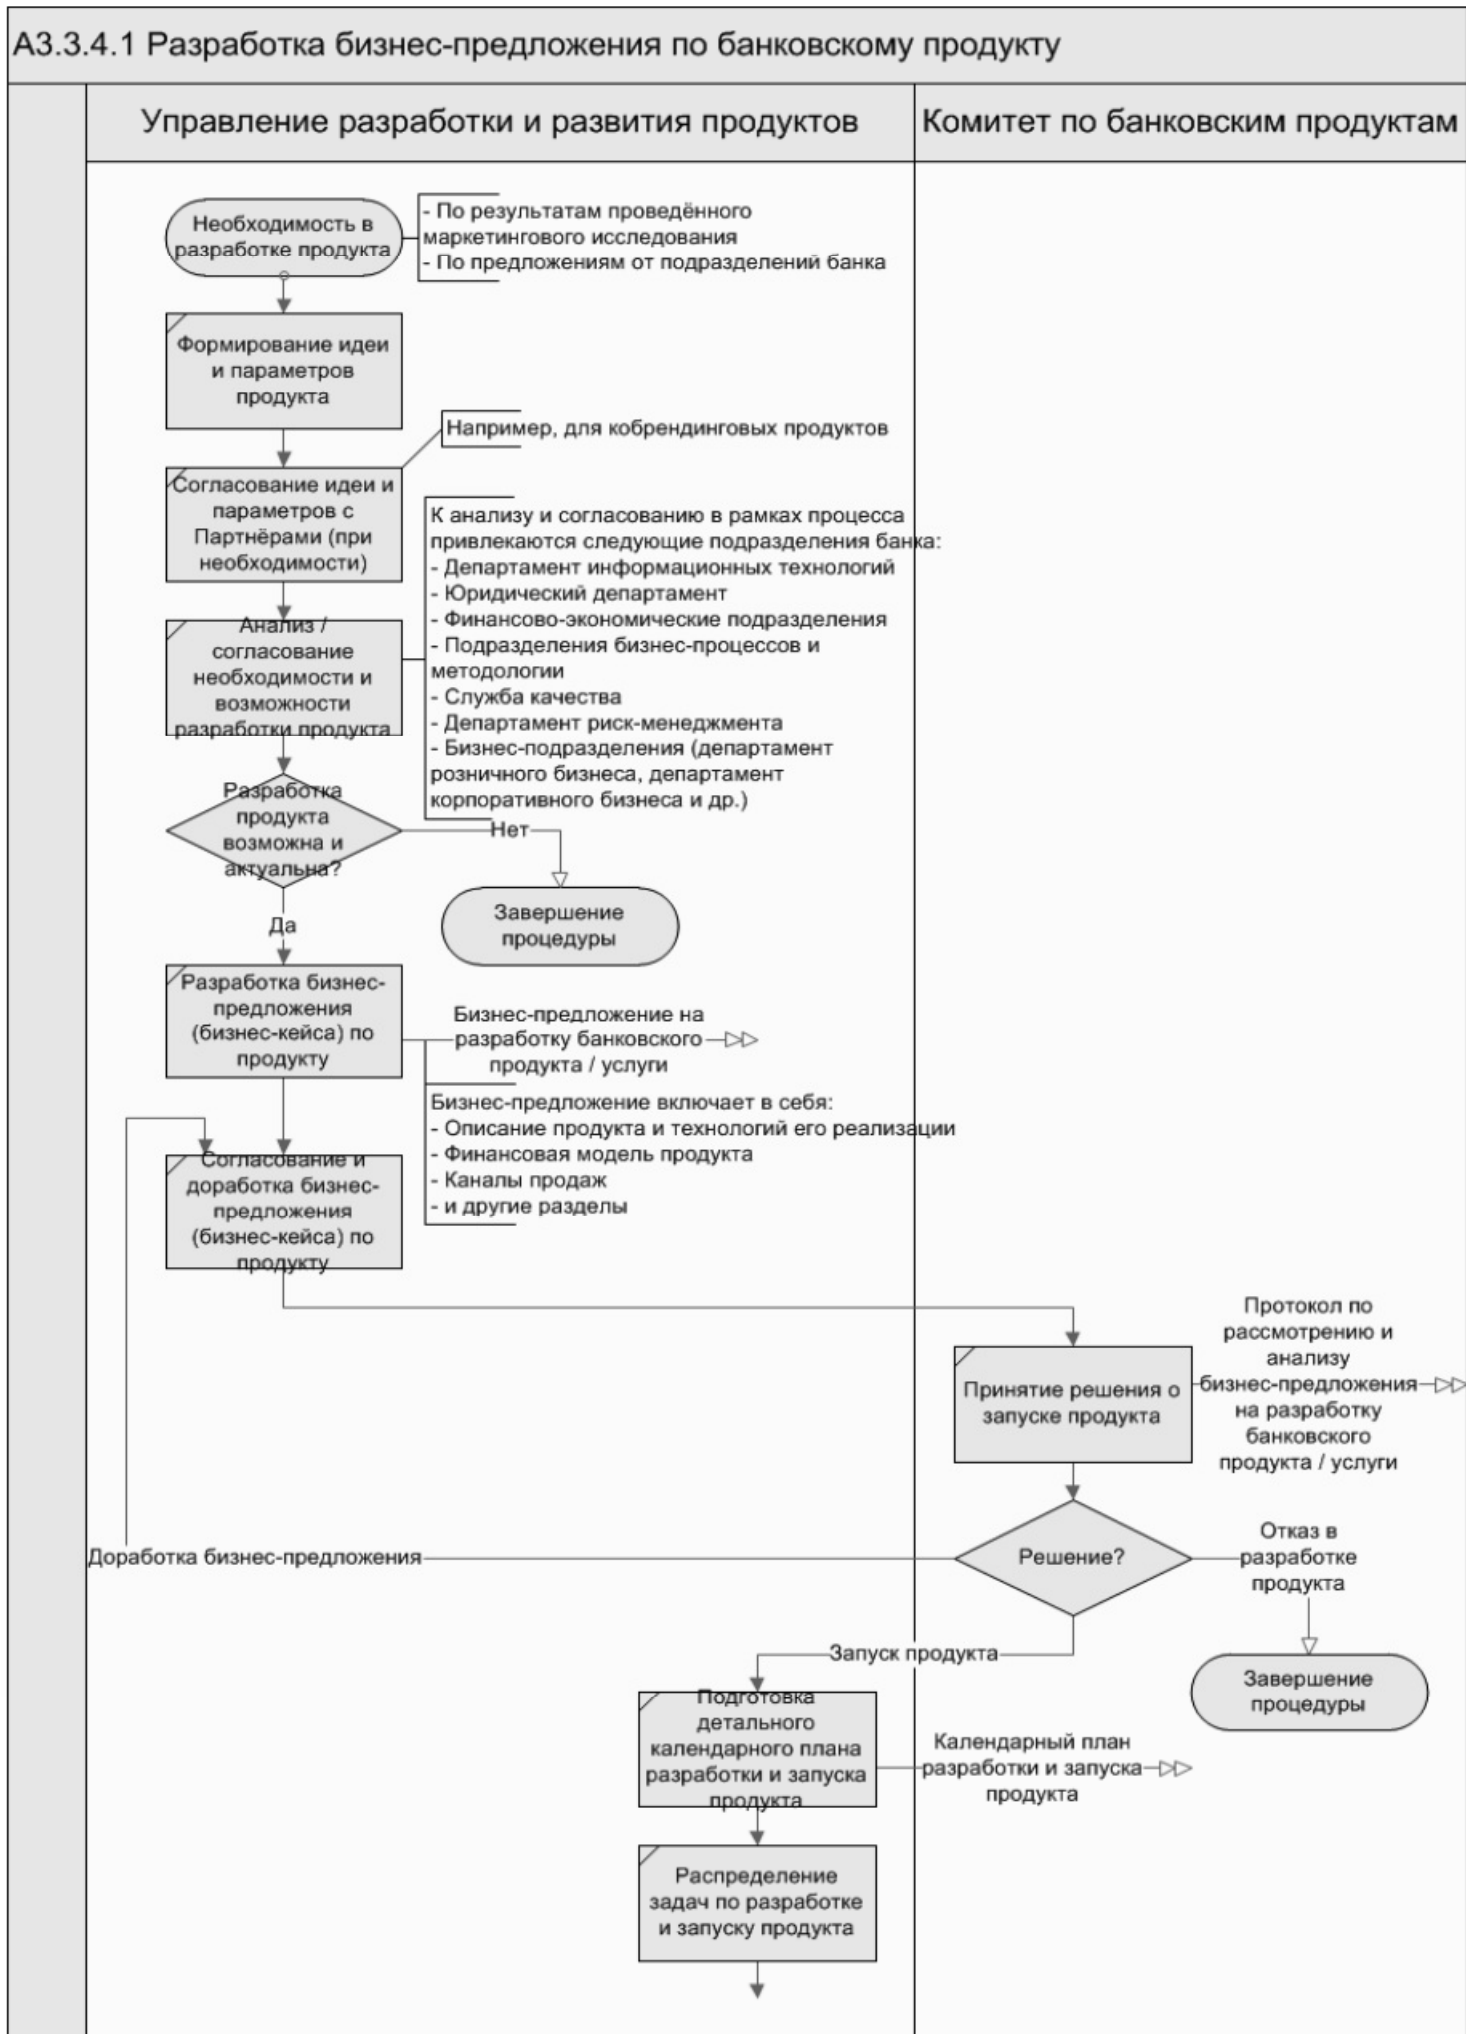 А3.3.4.1 Разработка бизнес-предложения по банковскому продукту
Управление разработки и развития продуктов
Комитет по банковским продуктам
Необходимость в
разработке продукта
- По результатам проведённого
маркетингового исследования
- По предложениям от подразделений банка
Формирование идеи
и параметров
продукта
Например, для кобрендинговых продуктов
Согласование идеи и
параметров с
Партнёрами (при
необходимости)
К анализу и согласованию в рамках процесса
привлекаются следующие подразделения банка:
- Департамент информационных технологий
- Юридический департамент
- Финансово-экономические подразделения
- Подразделения бизнес-процессов и
методологии
- Служба качества
- Департамент риск-менеджмента
- Бизнес-подразделения (департамент
розничного бизнеса, департамент
корпоративного бизнеса и др.)
Анализ /
согласование
необходимости и
возможности
разработки продукта
Разработка
продукта
возможна и
актуальна?
Нет
Завершение
процедуры
Да
Разработка бизнес-
предложения
(бизнес-кейса) по
продукту
Бизнес-предложение на
разработку банковского
продукта / услуги
Бизнес-предложение включает в себя:
- Описание продукта и технологий его реализации
- Финансовая модель продукта
- Каналы продаж
- и другие разделы
Согласование и
доработка бизнес-
предложения
(бизнес-кейса) по
продукту
Принятие решения о
запуске продукта
Протокол по
рассмотрению и
анализу
бизнес-предложения
на разработку
банковского
продукта / услуги
Решение?
Доработка бизнес-предложения
Отказ в
разработке
продукта
Завершение
процедуры
Запуск продукта
Подготовка
детального
календарного плана
разработки и запуска
продукта
Календарный план
разработки и запуска
продукта
Распределение
задач по разработке
и запуску продукта